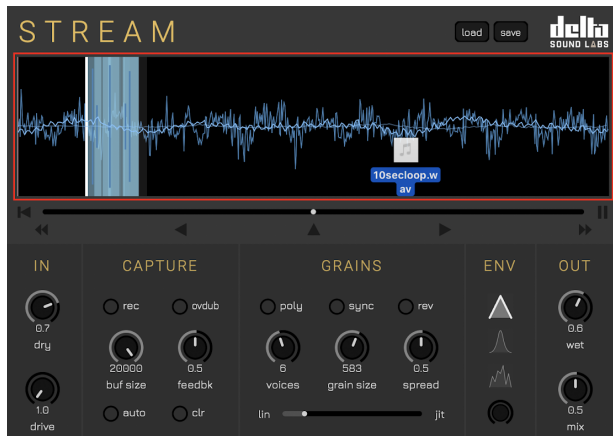 STREAM
load save
delta
SOUND LABS
10secloop.w
av
IN CAPTURE GRAINS ENV OUT
rec ovdub poly sync rev
0.7 20000 0.5 6 583 0.5 0.6
dry buf size feedbk voices grain size spread wet
auto clr lin jit
1.0 0.5
drive mix